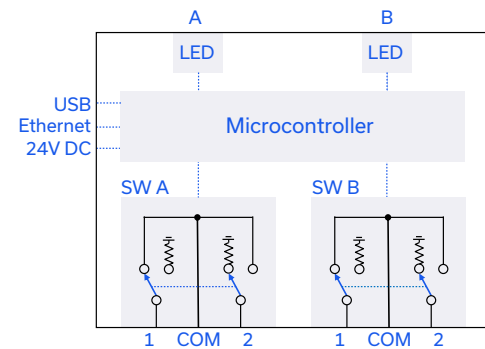 A B
LED LED
USB
Ethernet
24V DC
Microcontroller
SW A SW B
1 COM 2 1 COM 2